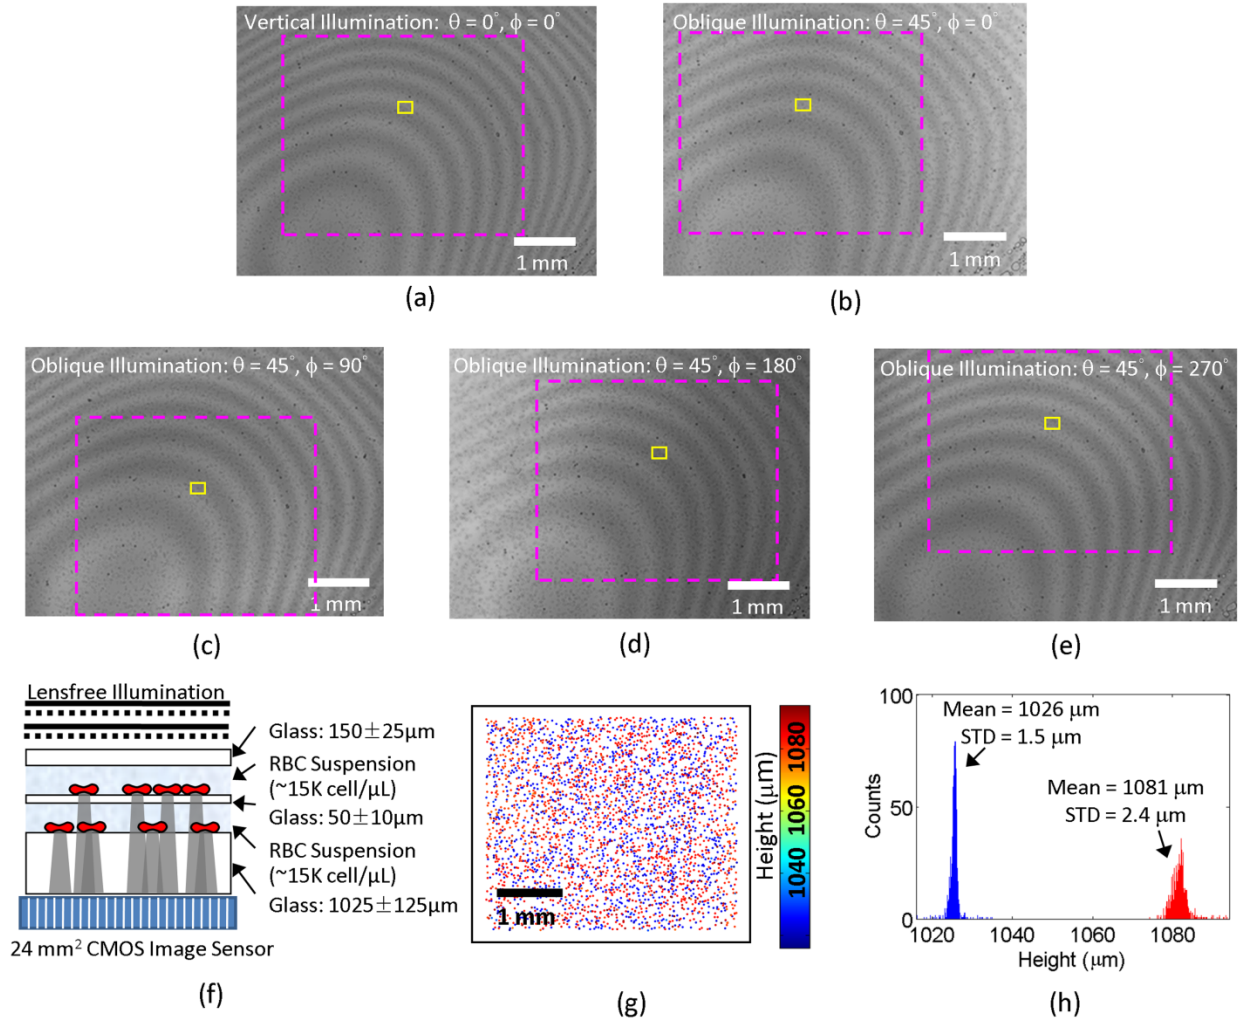 Vertical Illumination: θ = 0°, ϕ = 0°
1 mm
(a)
Oblique Illumination: θ = 45°, ϕ = 0°
1 mm
(b)
Oblique Illumination: θ = 45°, ϕ = 90°
1 mm
(c)
Oblique Illumination: θ = 45°, ϕ = 180°
1 mm
(d)
Oblique Illumination: θ = 45°, ϕ = 270°
1 mm
(e)
Lensfree Illumination
Glass: 150±25μm
RBC Suspension
(~15K cell/μL)
Glass: 50±10μm
RBC Suspension
(~15K cell/μL)
Glass: 1025±125μm
24 mm² CMOS Image Sensor
(f)
1 mm
Height (μm)
1080
1060
1040
(g)
100
50
0
Counts
Mean = 1026 μm
STD = 1.5 μm
Mean = 1081 μm
STD = 2.4 μm
1020 1040 1060 1080
Height (μm)
(h)